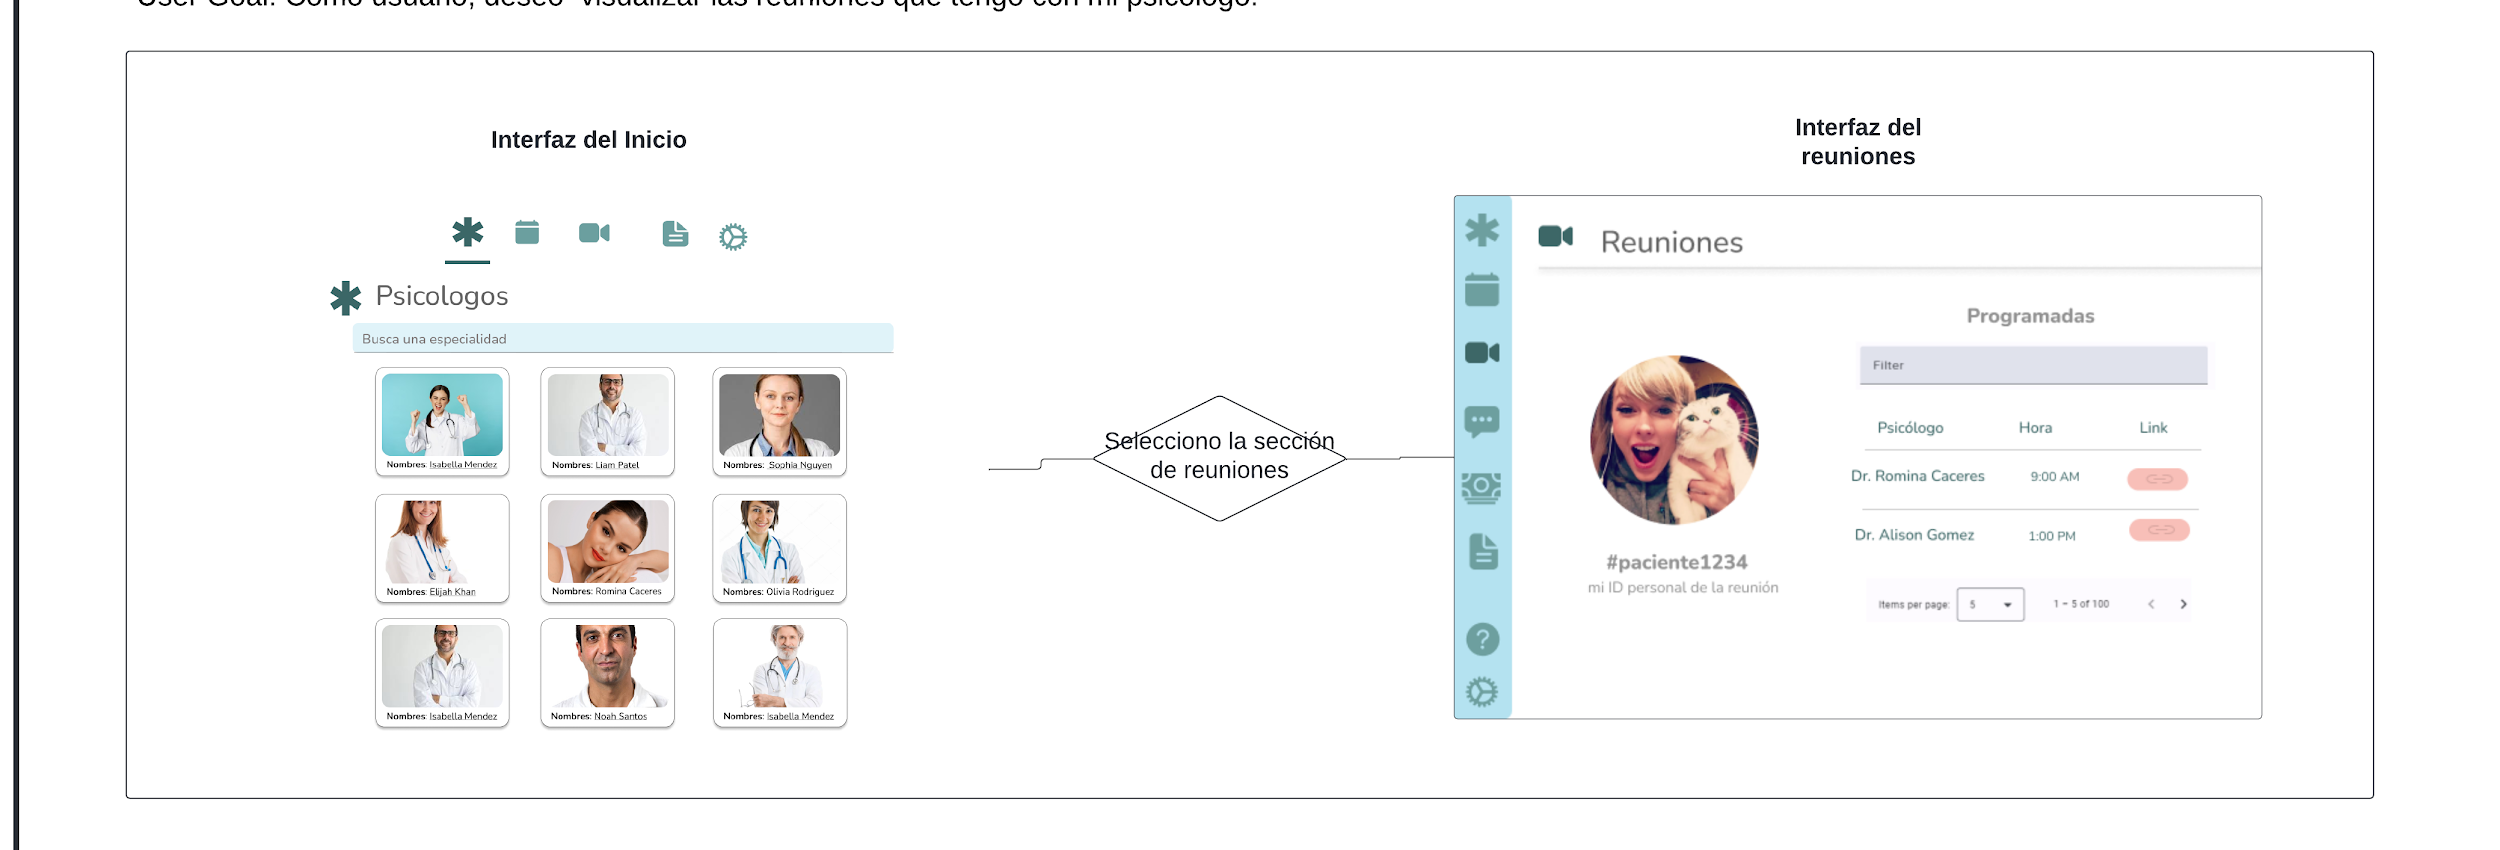 User Goal: Como usuario, deseo visualizar las reuniones que tengo con mi psicólogo.
Interfaz del Inicio
Psicologos
Busca una especialidad
Nombres: Isabella Mendez
Nombres: Liam Patel
Nombres: Sophia Nguyen
Nombres: Elijah Khan
Nombres: Romina Caceres
Nombres: Olivia Rodriguez
Nombres: Isabella Mendez
Nombres: Noah Santos
Nombres: Isabella Mendez
Selecciono la sección
de reuniones
Interfaz del
reuniones
Reuniones
#paciente1234
mi ID personal de la reunión
Programadas
Filter
Psicólogo Hora Link
Dr. Romina Caceres 9:00 AM
Dr. Alison Gomez 1:00 PM
Items per page: 5 1 – 5 of 100